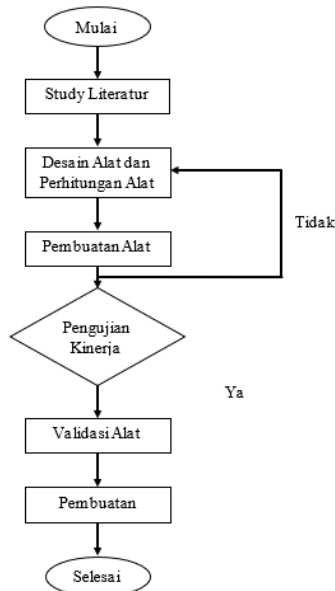 Mulai
Study Literatur
Desain Alat dan
Perhitungan Alat
Tidak
Pembuatan Alat
Pengujian
Kinerja
Ya
Validasi Alat
Pembuatan
Selesai